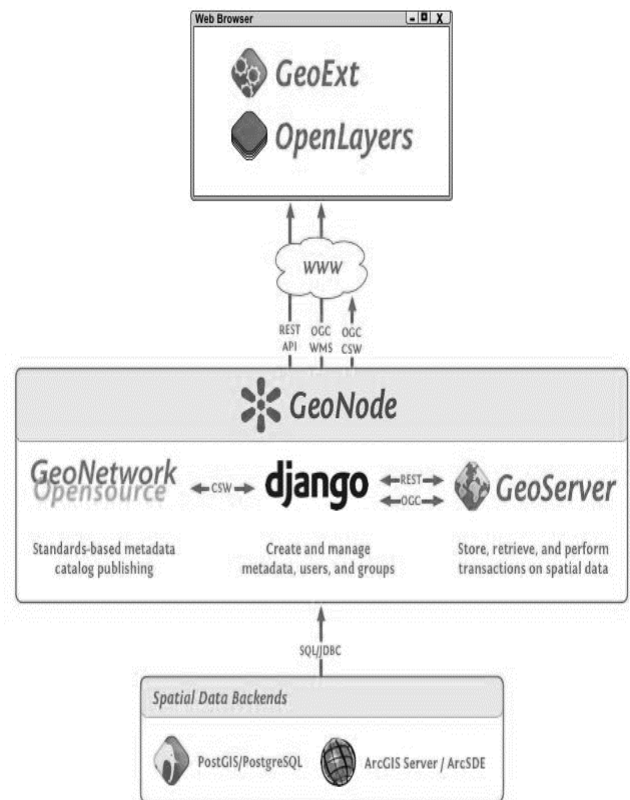 Web Browser
GeoExt
OpenLayers
WWW
REST API
OGC WMS
OGC CSW
GeoNode
GeoNetwork
Opensource
CSW
django
REST
OGC
GeoServer
Standards-based metadata
catalog publishing
Create and manage
metadata, users, and groups
Store, retrieve, and perform
transactions on spatial data
SQL/JDBC
Spatial Data Backends
PostGIS/PostgreSQL
ArcGIS Server / ArcSDE